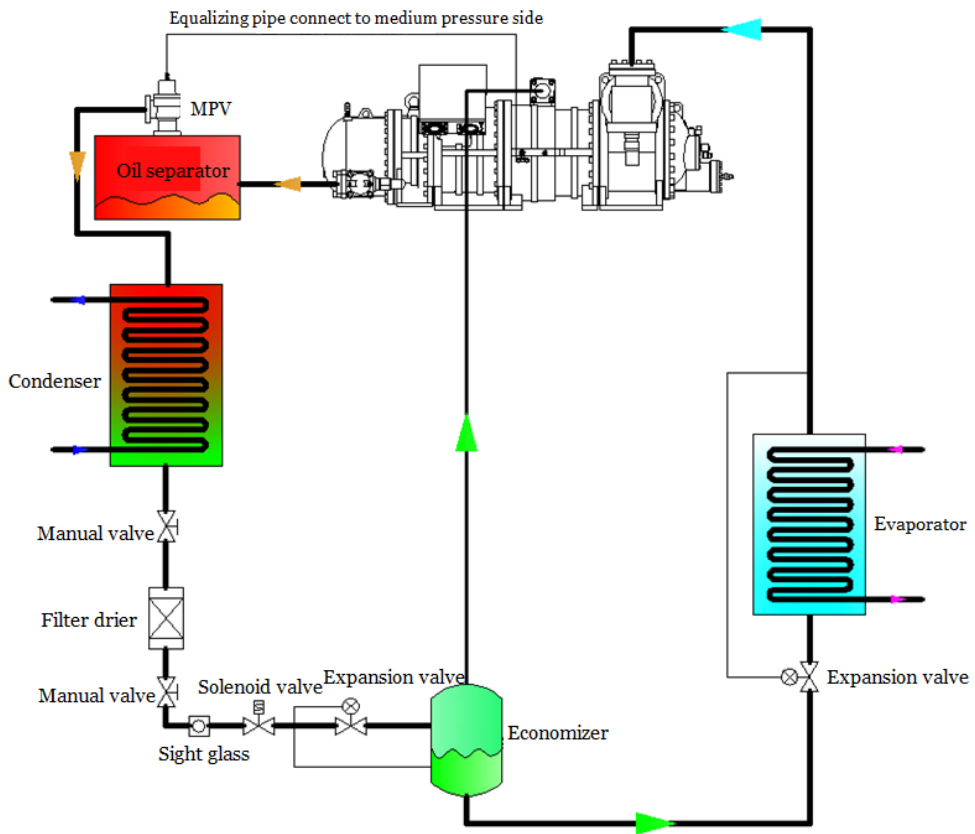 Equalizing pipe connect to medium pressure side
MPV
Oil separator
Condenser
Manual valve
Evaporator
Filter drier
Manual valve
Solenoid valve
Expansion valve
Expansion valve
Economizer
Sight glass